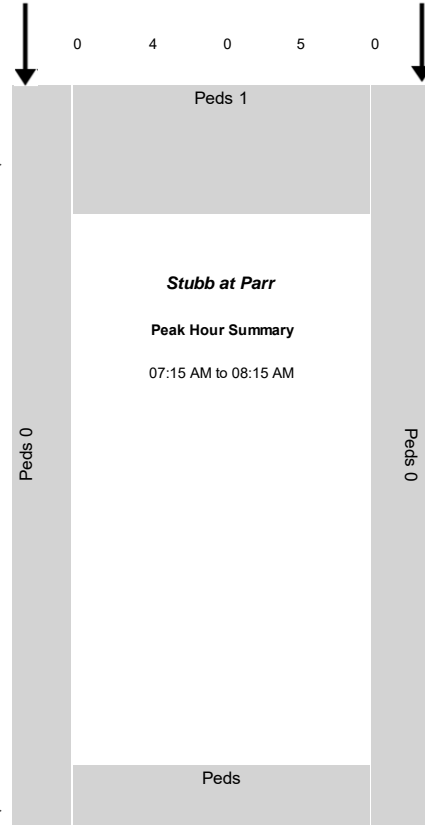 0 4 0 5 0
Peds 1
Stubb at Parr
Peak Hour Summary
07:15 AM to 08:15 AM
Peds 0
Peds 0
Peds